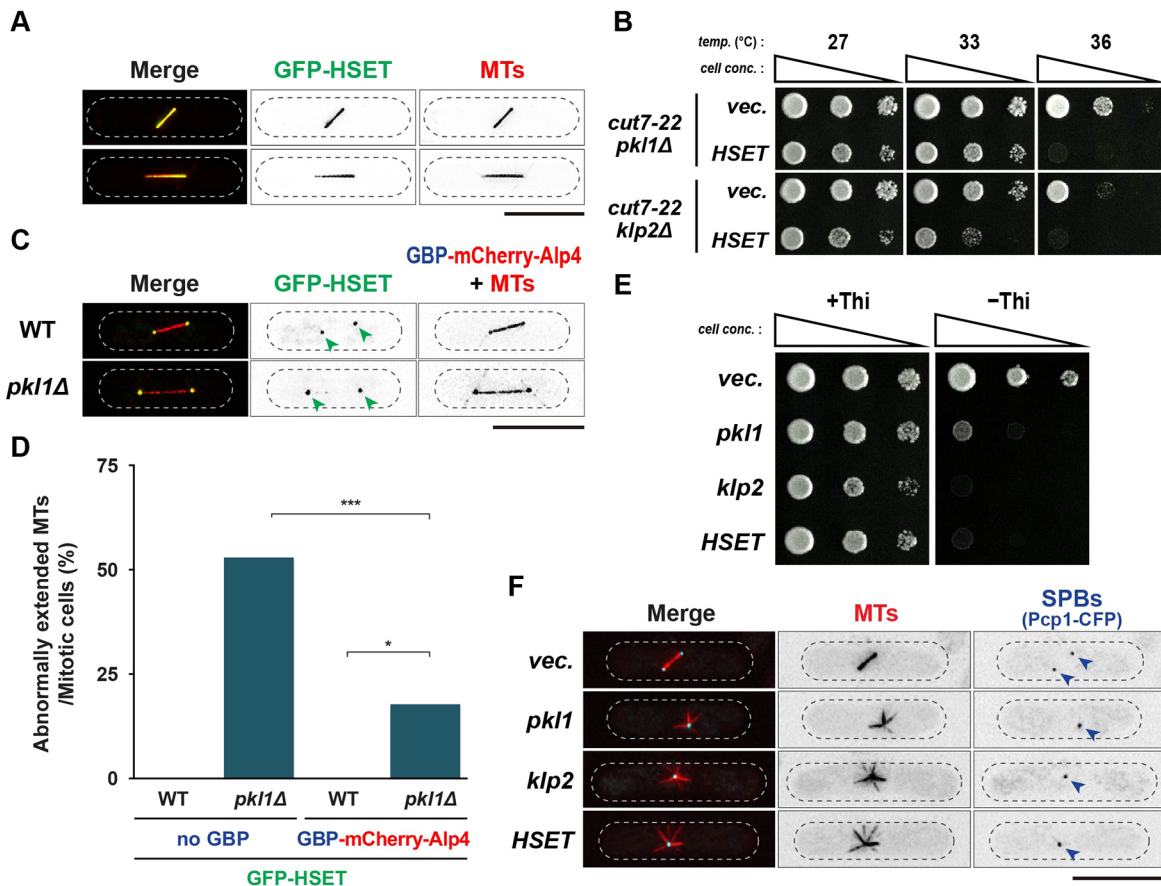 A
Merge GFP-HSET MTs
B
temp. (°C) : 27 33 36
cell conc. :
cut7-22 pkl1Δ
vec.
HSET
cut7-22 klp2Δ
vec.
HSET
C
GBP-mCherry-Alp4
Merge GFP-HSET + MTs
WT
pkl1Δ
D
Abnormally extended MTs
/Mitotic cells (%)
75
50
25
0
***
*
WT pkl1Δ WT pkl1Δ
no GBP GBP-mCherry-Alp4
GFP-HSET
E
+Thi −Thi
cell conc. :
vec.
pkl1
klp2
HSET
F
Merge MTs SPBs
(Pcp1-CFP)
vec.
pkl1
klp2
HSET